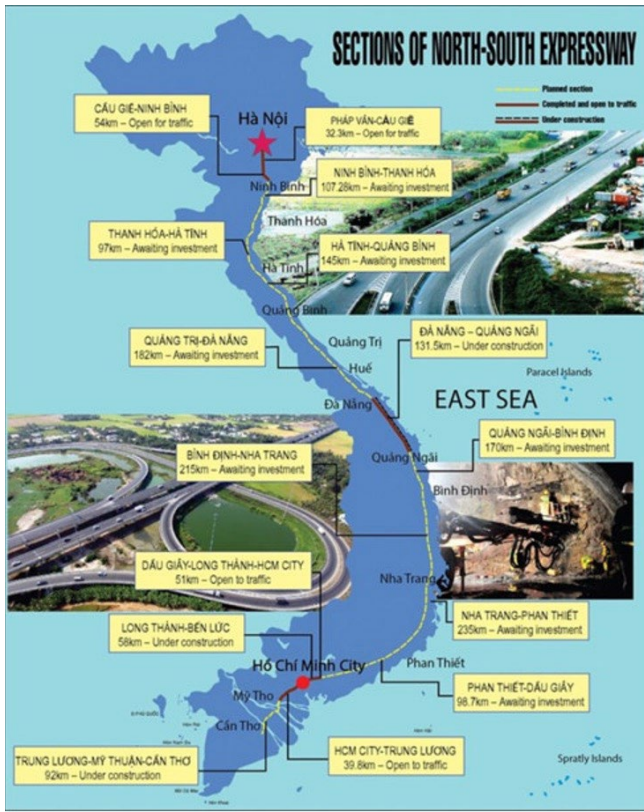 SECTIONS OF NORTH-SOUTH EXPRESSWAY
Planned section
Completed and open to traffic
Under construction
CẦU GIẼ-NINH BÌNH
54km – Open for traffic
Hà Nội
PHÁP VÂN-CẦU GIẼ
32.3km – Open for traffic
Ninh Bình
NINH BÌNH-THANH HÓA
107.28km – Awaiting investment
Thanh Hóa
THANH HÓA-HÀ TĨNH
97km – Awaiting investment
HÀ TĨNH-QUẢNG BÌNH
145km – Awaiting investment
Hà Tĩnh
Quảng Bình
QUẢNG TRỊ-ĐÀ NẴNG
182km – Awaiting investment
Quảng Trị
Huế
ĐÀ NẴNG – QUẢNG NGÃI
131.5km – Under construction
Paracel Islands
Đà Nẵng
EAST SEA
BÌNH ĐỊNH-NHA TRANG
215km – Awaiting investment
Quảng Ngãi
QUẢNG NGÃI-BÌNH ĐỊNH
170km – Awaiting investment
Bình Định
DẦU GIÂY-LONG THÀNH-HCM CITY
51km – Open to traffic
Nha Trang
LONG THÀNH-BẾN LỨC
58km – Under construction
NHA TRANG-PHAN THIẾT
235km – Awaiting investment
Hồ Chí Minh City
Phan Thiết
Mỹ Tho
PHAN THIẾT-DẦU GIÂY
98.7km – Awaiting investment
Cần Thơ
TRUNG LƯƠNG-MỸ THUẬN-CẦN THƠ
92km – Under construction
HCM CITY-TRUNG LƯƠNG
39.8km – Open to traffic
Spratly Islands